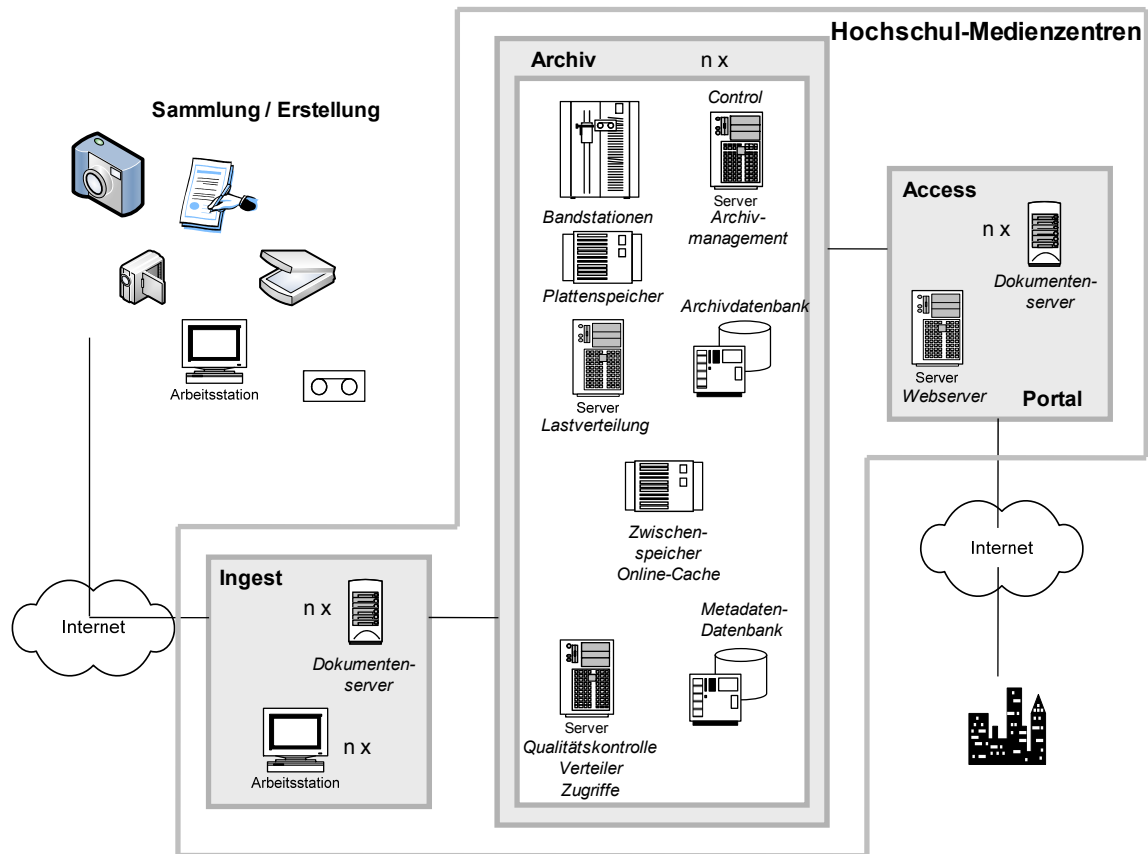 Hochschul-Medienzentren
Sammlung / Erstellung
Arbeitsstation
Internet
Ingest
n x
Dokumenten-
server
n x
Arbeitsstation
Archiv
n x
Bandstationen
Control
Server
Archiv-
management
Plattenspeicher
Archivdatenbank
Server
Lastverteilung
Zwischen-
speicher
Online-Cache
Metadaten-
Datenbank
Server
Qualitätskontrolle
Verteiler
Zugriffe
Access
n x
Dokumenten-
server
Server
Webserver
Portal
Internet